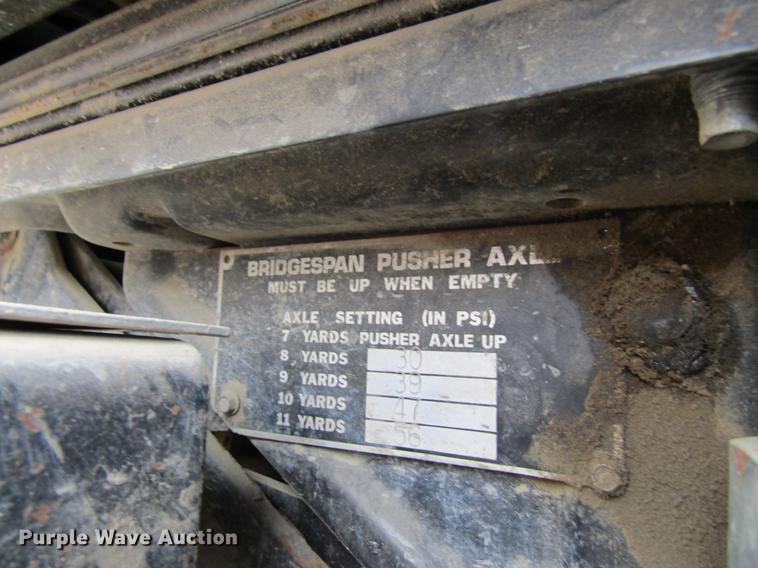 BRIDGESPAN PUSHER AXL
MUST BE UP WHEN EMPTY
AXLE SETTING (IN PSI)
7 YARDS PUSHER AXLE UP
8 YARDS 30
9 YARDS 39
10 YARDS 47
11 YARDS 56
Purple Wave Auction